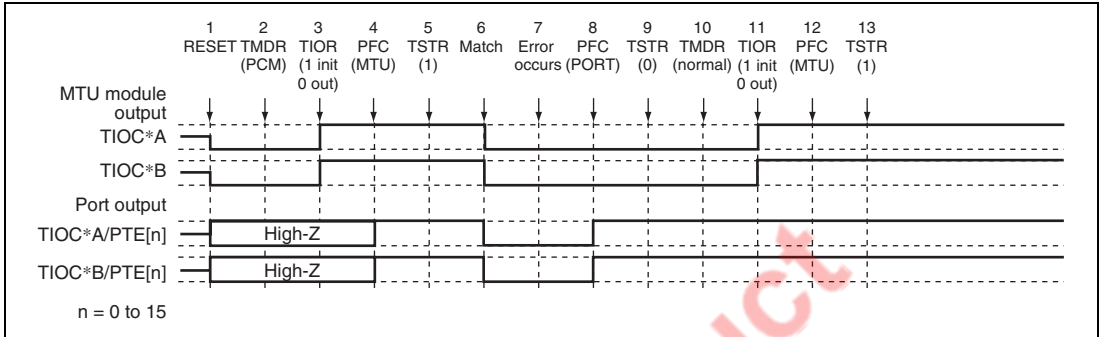 1 2 3 4 5 6 7 8 9 10 11 12 13
RESET TMDR TIOR PFC TSTR Match Error PFC TSTR TMDR TIOR PFC TSTR
(PCM) (1 init (MTU) (1) occurs (PORT) (0) (normal) (1 init (MTU) (1)
0 out) 0 out)
MTU module
output
TIOC*A
TIOC*B
Port output
TIOC*A/PTE[n] High-Z
TIOC*B/PTE[n] High-Z
n = 0 to 15
uct